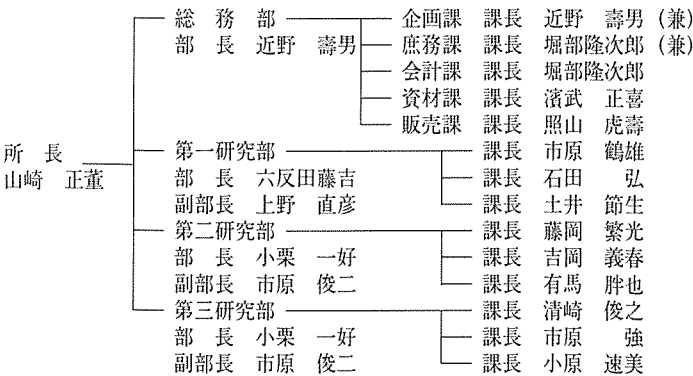 総務部 企画課 課長 近野 壽男(兼)
部長 近野 壽男 庶務課 課長 堀部隆次郎(兼)
会計課 課長 堀部隆次郎
資材課 課長 濱武 正喜
販売課 課長 照山 虎壽
所長 第一研究部 課長 市原 鶴雄
山崎 正董 部長 六反田藤吉 課長 石田 弘
副部長 上野 直彦 課長 土井 節生
第二研究部 課長 藤岡 繁光
部長 小栗 一好 課長 吉岡 義春
副部長 市原 俊二 課長 有馬 胖也
第三研究部 課長 清崎 俊之
部長 小栗 一好 課長 市原 強
副部長 市原 俊二 課長 小原 速美